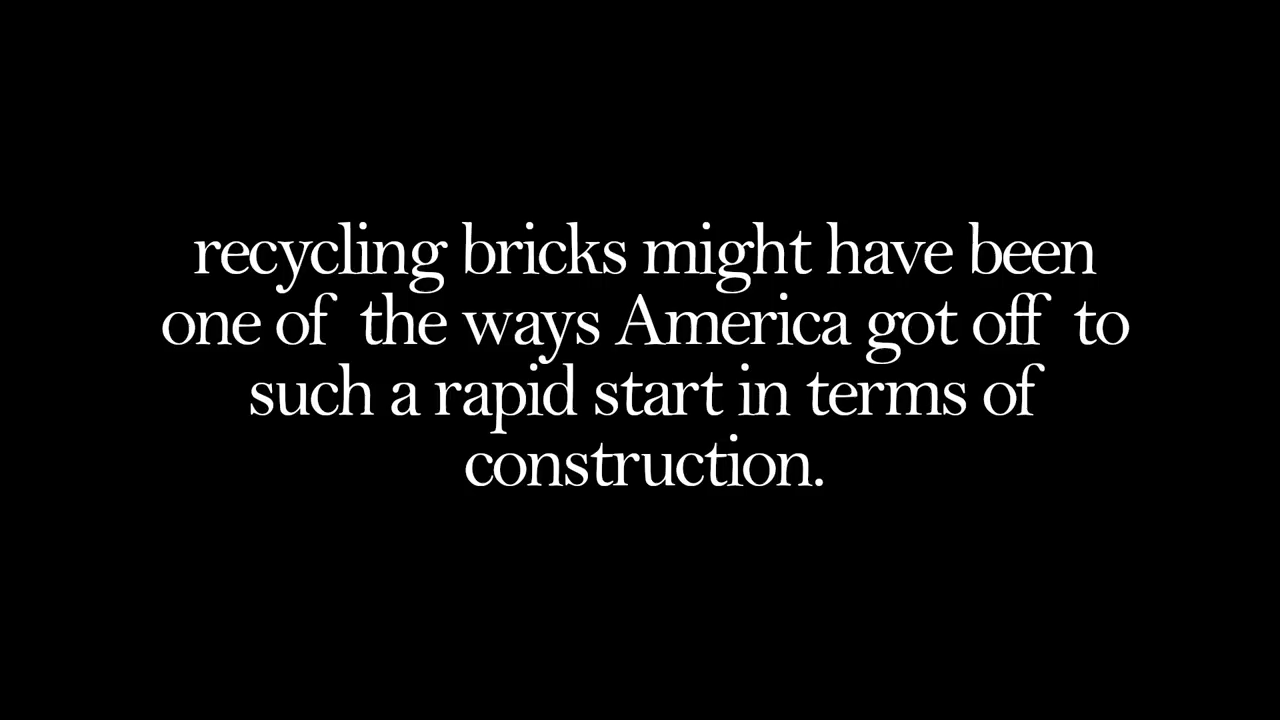 recycling bricks might have been
one of the ways America got off to
such a rapid start in terms of
construction.